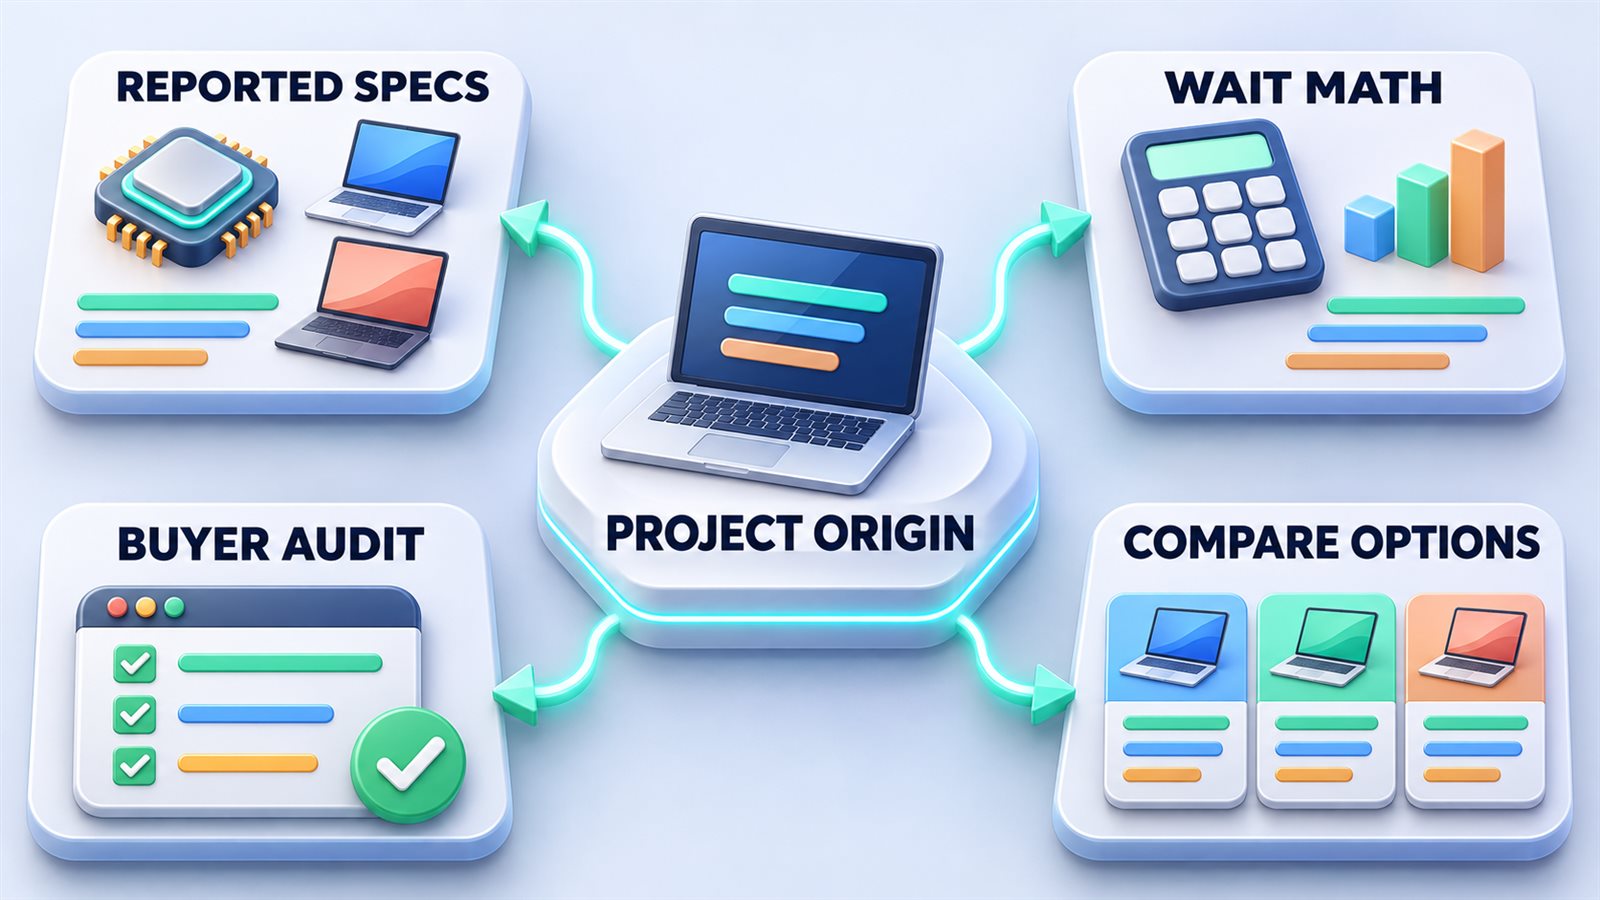 REPORTED SPECS
WAIT MATH
PROJECT ORIGIN
BUYER AUDIT
COMPARE OPTIONS